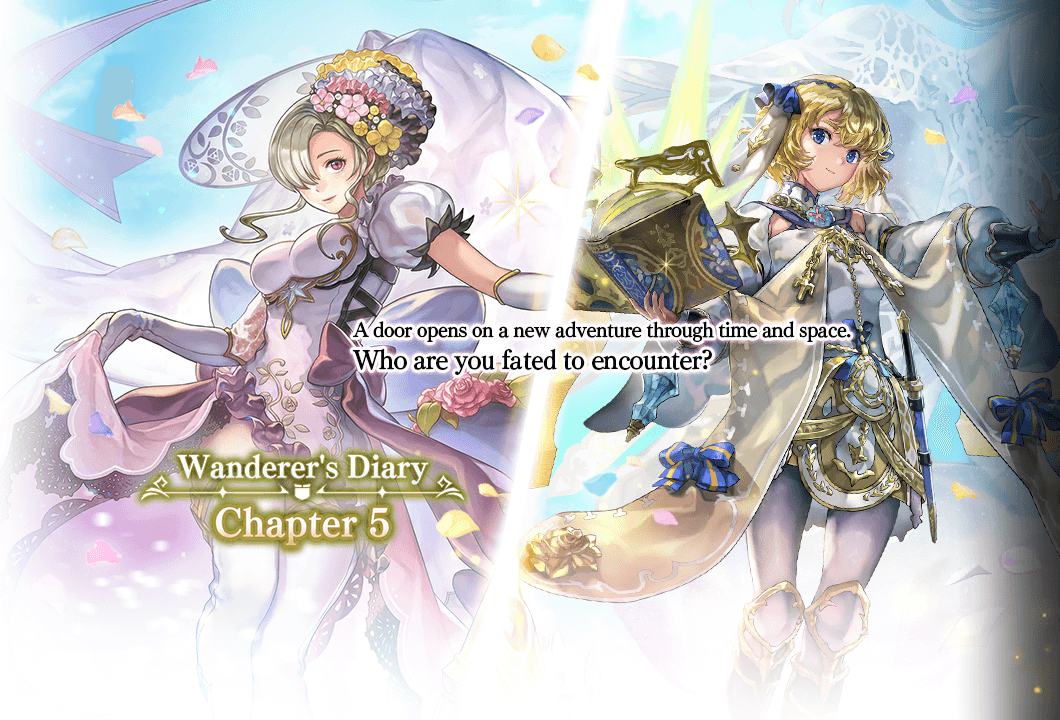 A door opens on a new adventure through time and space.
Who are you fated to encounter?
Wanderer's Diary
Chapter 5